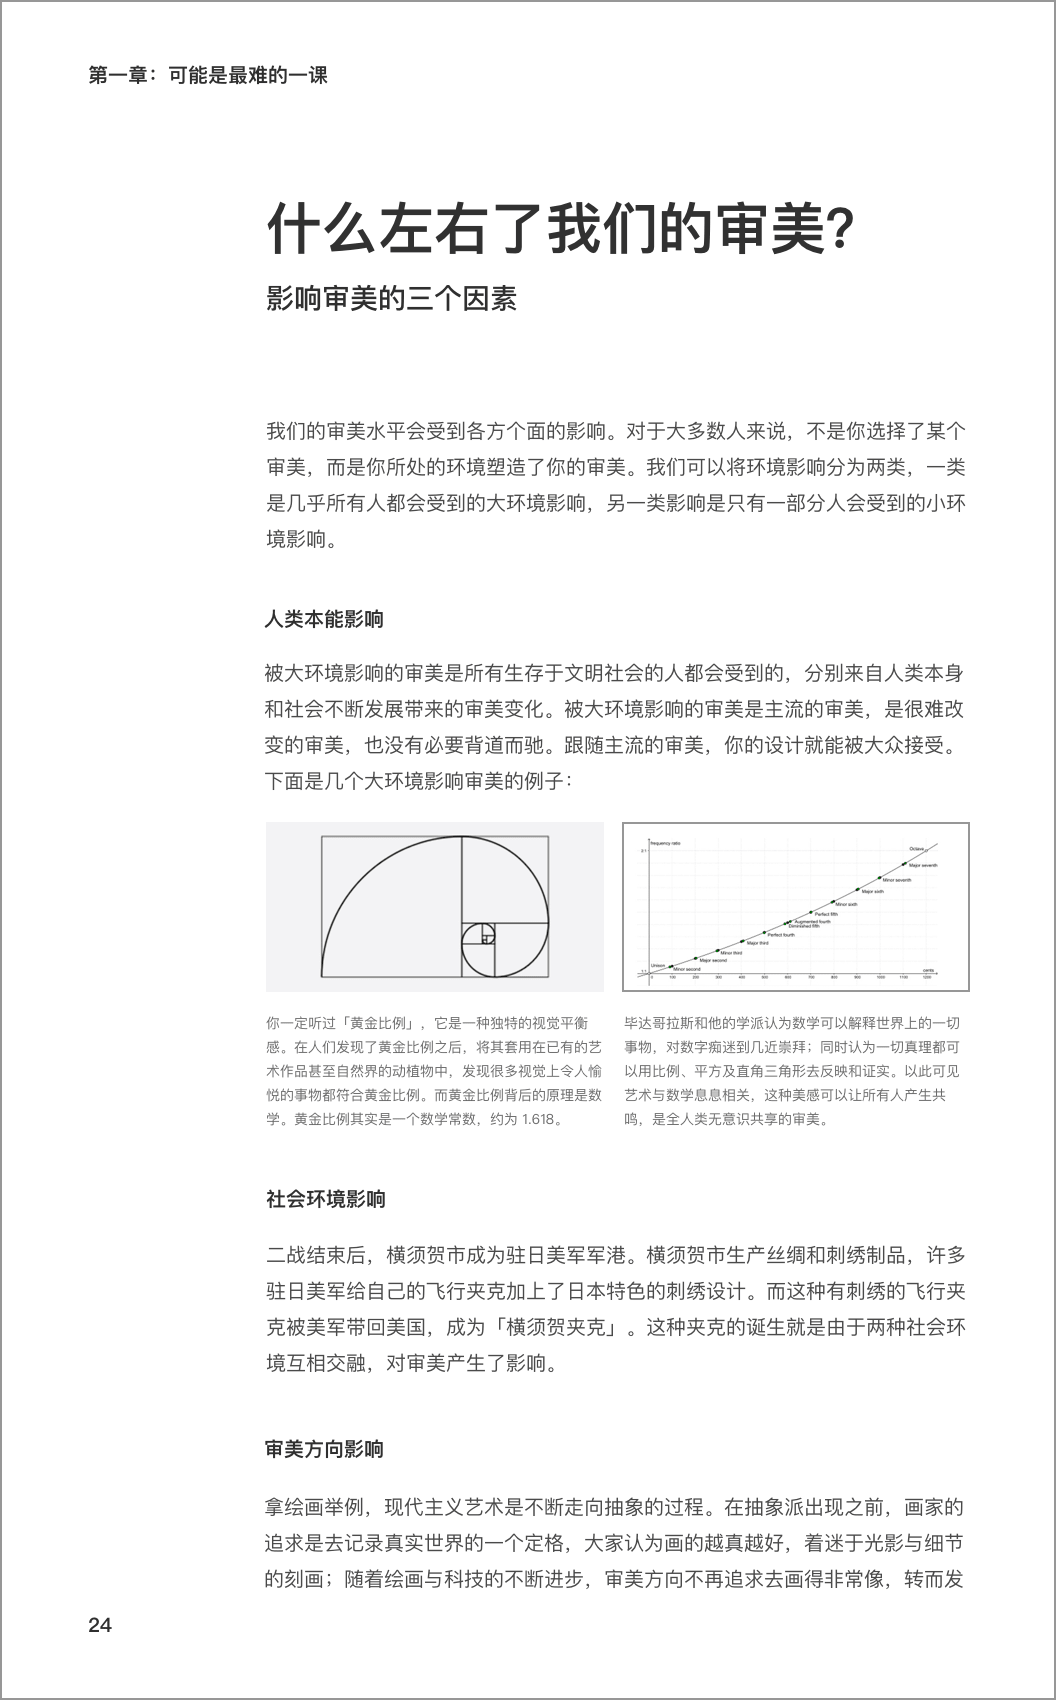 第一章：可能是最难的一课
什么左右了我们的审美？
影响审美的三个因素
我们的审美水平会受到各方个面的影响。对于大多数人来说，不是你选择了某个
审美，而是你所处的环境塑造了你的审美。我们可以将环境影响分为两类，一类
是几乎所有人都会受到的大环境影响，另一类影响是只有一部分人会受到的小环
境影响。
人类本能影响
被大环境影响的审美是所有生存于文明社会的人都会受到的，分别来自人类本身
和社会不断发展带来的审美变化。被大环境影响的审美是主流的审美，是很难改
变的审美，也没有必要背道而驰。跟随主流的审美，你的设计就能被大众接受。
下面是几个大环境影响审美的例子：
frequency ratio
2:1
Octave
Major seventh
Minor seventh
Major sixth
Minor sixth
Perfect fifth
Augmented fourth
Diminished fifth
Perfect fourth
Major third
Minor third
Major second
Unison
Minor second
cents
1:1
0 100 200 300 400 500 600 700 800 900 1000 1100 1200
你一定听过「黄金比例」，它是一种独特的视觉平衡
感。在人们发现了黄金比例之后，将其套用在已有的艺
术作品甚至自然界的动植物中，发现很多视觉上令人愉
悦的事物都符合黄金比例。而黄金比例背后的原理是数
学。黄金比例其实是一个数学常数，约为 1.618。
毕达哥拉斯和他的学派认为数学可以解释世界上的一切
事物，对数字痴迷到几近崇拜；同时认为一切真理都可
以用比例、平方及直角三角形去反映和证实。以此可见
艺术与数学息息相关，这种美感可以让所有人产生共
鸣，是全人类无意识共享的审美。
社会环境影响
二战结束后，横须贺市成为驻日美军军港。横须贺市生产丝绸和刺绣制品，许多
驻日美军给自己的飞行夹克加上了日本特色的刺绣设计。而这种有刺绣的飞行夹
克被美军带回美国，成为「横须贺夹克」。这种夹克的诞生就是由于两种社会环
境互相交融，对审美产生了影响。
审美方向影响
拿绘画举例，现代主义艺术是不断走向抽象的过程。在抽象派出现之前，画家的
追求是去记录真实世界的一个定格，大家认为画的越真越好，着迷于光影与细节
的刻画；随着绘画与科技的不断进步，审美方向不再追求去画得非常像，转而发
24